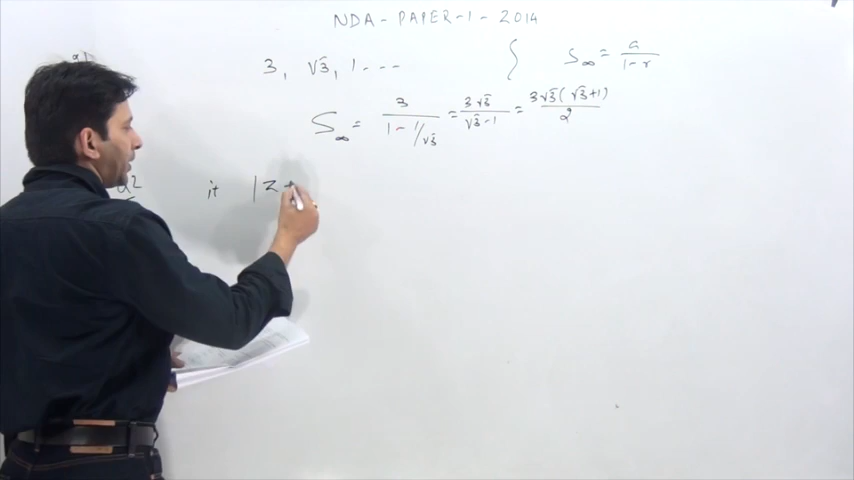 NDA - PAPER - 1 - 2014
3, √3, 1 - - -
S∞ = a/(1-r)
S∞ = 3/(1 - 1/√3) = 3√3/(√3-1) = 3√3(√3+1)/2
Q2
if |Z +